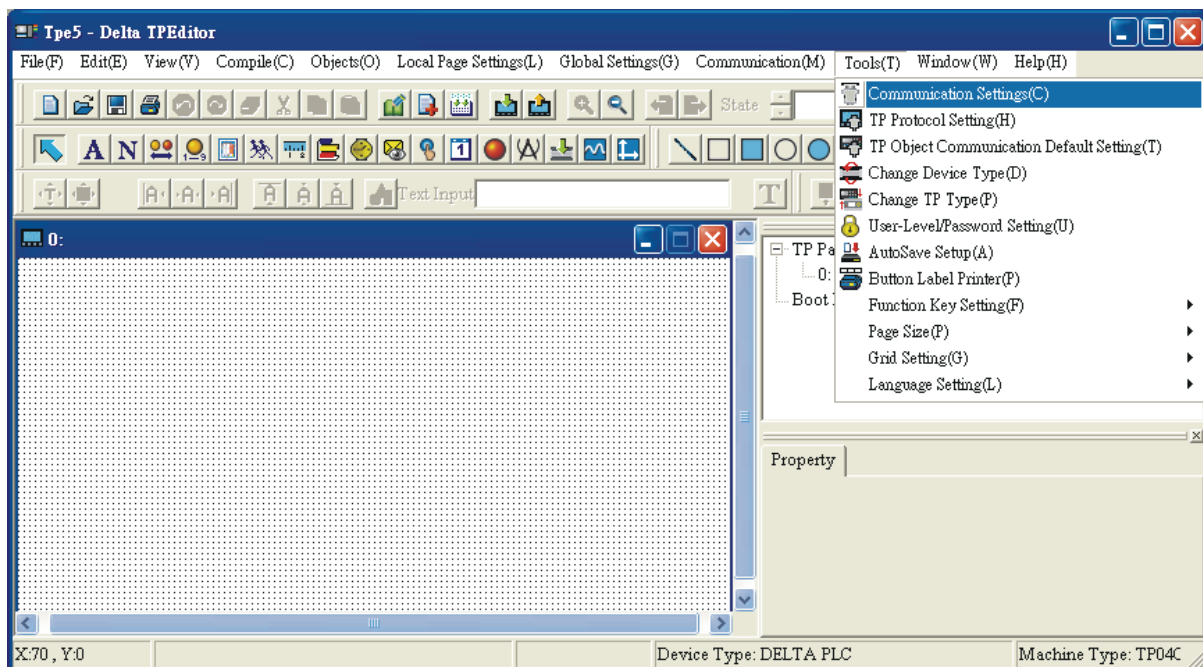 Tpe5 - Delta TPEditor
File(F) Edit(E) View(V) Compile(C) Objects(O) Local Page Settings(L) Global Settings(G) Communication(M) Tools(T) Window(W) Help(H)
State
Communication Settings(C)
TP Protocol Setting(H)
TP Object Communication Default Setting(T)
Change Device Type(D)
Change TP Type(P)
User-Level/Password Setting(U)
AutoSave Setup(A)
Button Label Printer(P)
Function Key Setting(F)
Page Size(P)
Grid Setting(G)
Language Setting(L)
Text Input
0:
TP Pa
0:
Boot
Property
X:70 , Y:0
Device Type: DELTA PLC
Machine Type: TP04G